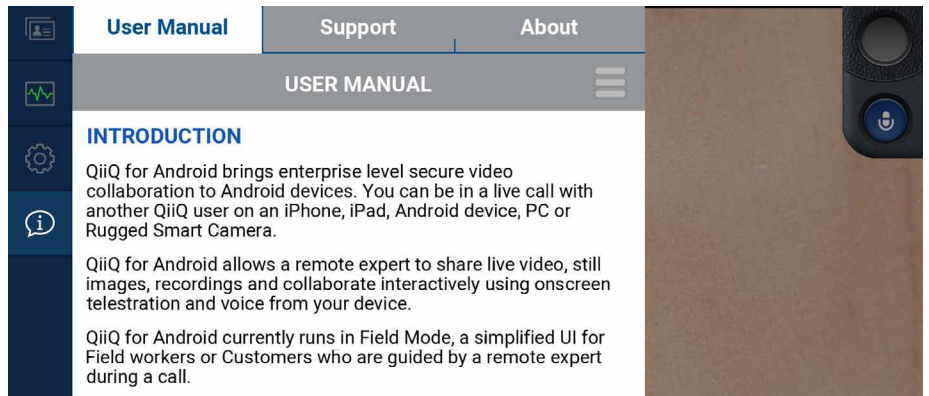 User Manual
Support
About
USER MANUAL
INTRODUCTION
QiiQ for Android brings enterprise level secure video
collaboration to Android devices. You can be in a live call with
another QiiQ user on an iPhone, iPad, Android device, PC or
Rugged Smart Camera.
QiiQ for Android allows a remote expert to share live video, still
images, recordings and collaborate interactively using onscreen
telestration and voice from your device.
QiiQ for Android currently runs in Field Mode, a simplified UI for
Field workers or Customers who are guided by a remote expert
during a call.